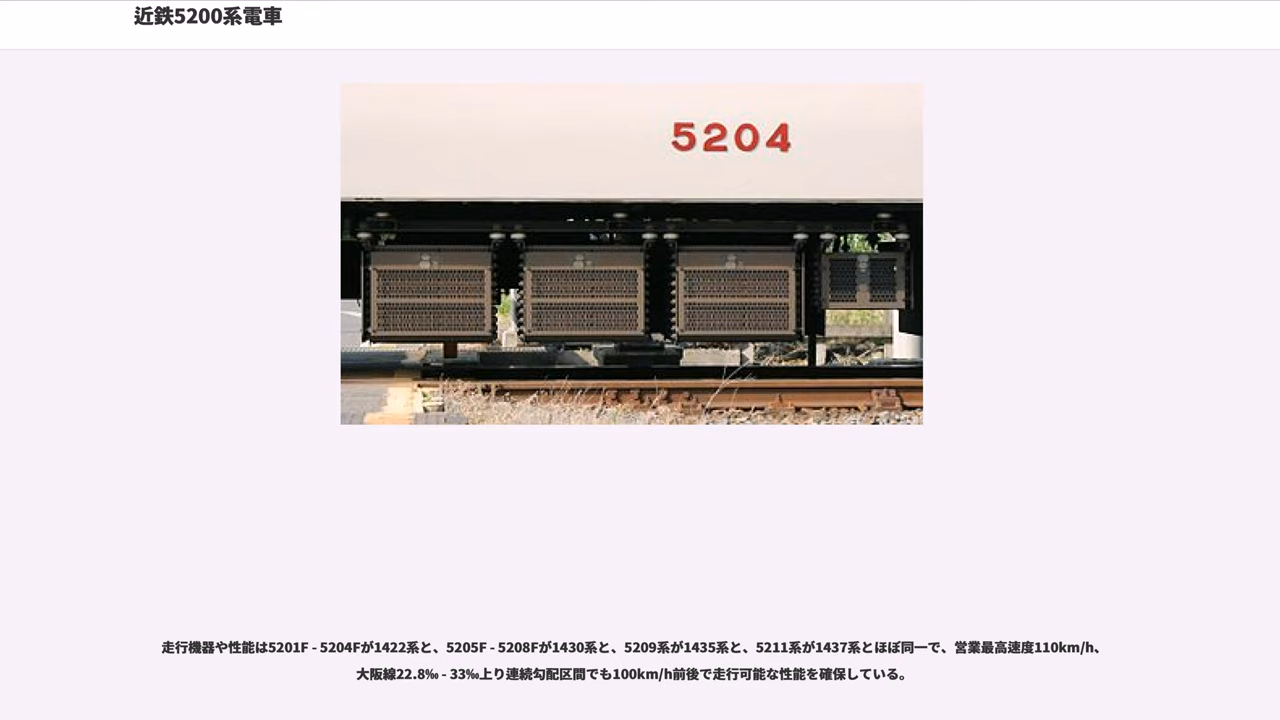 近鉄5200系電車
5204
走行機器や性能は5201F - 5204Fが1422系と、5205F - 5208Fが1430系と、5209系が1435系と、5211系が1437系とほぼ同一で、営業最高速度110km/h、
大阪線22.8‰ - 33‰上り連続勾配区間でも100km/h前後で走行可能な性能を確保している。